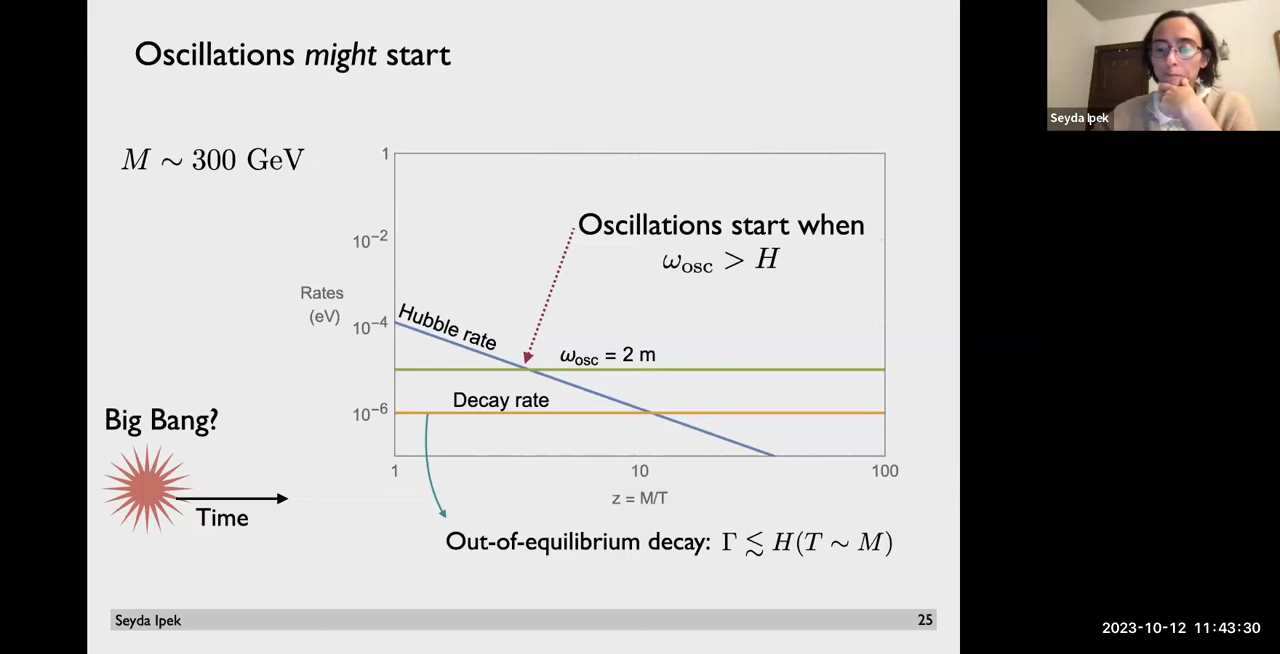 Oscillations might start
M ∼ 300 GeV
1
10⁻²
10⁻⁴
10⁻⁶
Rates
(eV)
Oscillations start when
ω_osc > H
Hubble rate
ω_osc = 2 m
Decay rate
1
10
100
z = M/T
Big Bang?
Time
Out-of-equilibrium decay: Γ ≲ H(T ∼ M)
Seyda Ipek
25
Seyda Ipek
2023-10-12 11:43:30